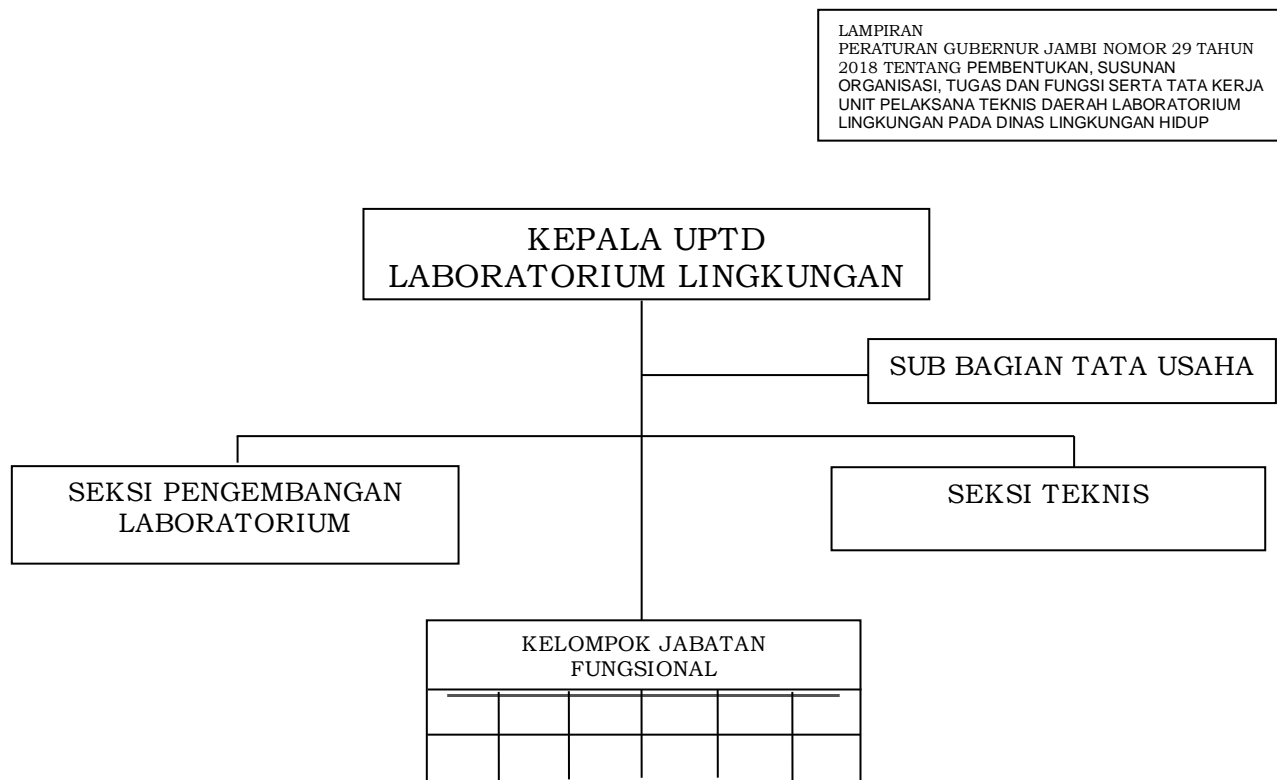 LAMPIRAN
PERATURAN GUBERNUR JAMBI NOMOR 29 TAHUN
2018 TENTANG PEMBENTUKAN, SUSUNAN
ORGANISASI, TUGAS DAN FUNGSI SERTA TATA KERJA
UNIT PELAKSANA TEKNIS DAERAH LABORATORIUM
LINGKUNGAN PADA DINAS LINGKUNGAN HIDUP
KEPALA UPTD
LABORATORIUM LINGKUNGAN
SUB BAGIAN TATA USAHA
SEKSI PENGEMBANGAN
LABORATORIUM
SEKSI TEKNIS
KELOMPOK JABATAN
FUNGSIONAL